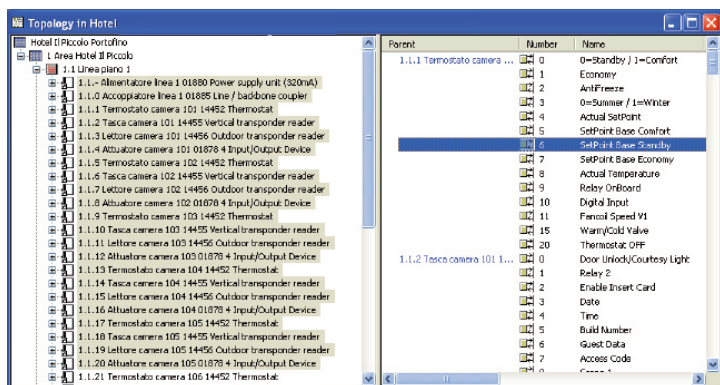 Topology in Hotel
Hotel Il Piccolo Portofino
1 Area Hotel Il Piccolo
1.1 Linea piano 1
1.1.- Alimentatore linea 1 01880 Power supply unit (320mA)
1.1.0 Accoppiatore linea 1 01885 Line / backbone coupler
1.1.1 Termostato camera 101 14452 Thermostat
1.1.2 Tasca camera 101 14455 Vertical transponder reader
1.1.3 Lettore camera 101 14456 Outdoor transponder reader
1.1.4 Attuatore camera 101 01878 4 Input/Output Device
1.1.5 Termostato camera 102 14452 Thermostat
1.1.6 Tasca camera 102 14455 Vertical transponder reader
1.1.7 Lettore camera 102 14456 Outdoor transponder reader
1.1.8 Attuatore camera 102 01878 4 Input/Output Device
1.1.9 Termostato camera 103 14452 Thermostat
1.1.10 Tasca camera 103 14455 Vertical transponder reader
1.1.11 Lettore camera 103 14456 Outdoor transponder reader
1.1.12 Attuatore camera 103 01878 4 Input/Output Device
1.1.13 Termostato camera 104 14452 Thermostat
1.1.14 Tasca camera 104 14455 Vertical transponder reader
1.1.15 Lettore camera 104 14456 Outdoor transponder reader
1.1.16 Attuatore camera 104 01878 4 Input/Output Device
1.1.17 Termostato camera 105 14452 Thermostat
1.1.18 Tasca camera 105 14455 Vertical transponder reader
1.1.19 Lettore camera 105 14456 Outdoor transponder reader
1.1.20 Attuatore camera 105 01878 4 Input/Output Device
1.1.21 Termostato camera 106 14452 Thermostat
Parent Number Name
1.1.1 Termostato camera ... 0 0=Standby / 1=Comfort
1 Economy
2 AntiFreeze
3 0=Summer / 1=Winter
4 Actual SetPoint
5 SetPoint Base Comfort
6 SetPoint Base Standby
7 SetPoint Base Economy
8 Actual Temperature
9 Relay OnBoard
10 Digital Input
11 Fancoil Speed V1
15 Warm/Cold Valve
20 Thermostat OFF
1.1.2 Tasca camera 101 1... 0 Door Unlock/Courtesy Light
1 Relay 2
2 Enable Insert Card
3 Date
4 Time
5 Build Number
6 Guest Data
7 Access Code